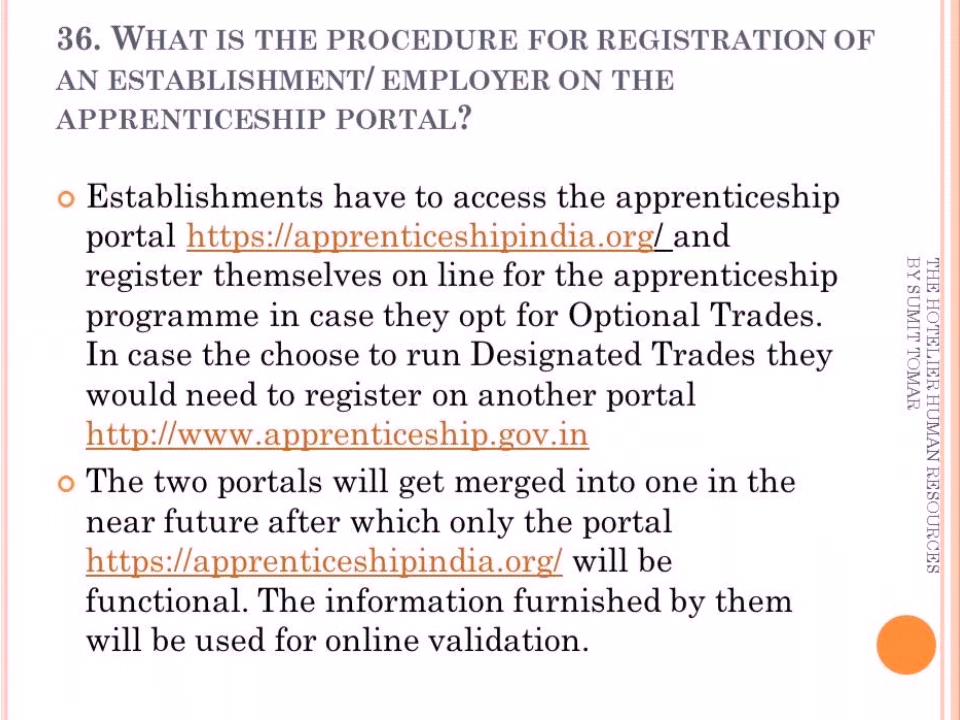 36. WHAT IS THE PROCEDURE FOR REGISTRATION OF
AN ESTABLISHMENT/ EMPLOYER ON THE
APPRENTICESHIP PORTAL?
Establishments have to access the apprenticeship
portal https://apprenticeshipindia.org/ and
register themselves on line for the apprenticeship
programme in case they opt for Optional Trades.
In case the choose to run Designated Trades they
would need to register on another portal
http://www.apprenticeship.gov.in
The two portals will get merged into one in the
near future after which only the portal
https://apprenticeshipindia.org/ will be
functional. The information furnished by them
will be used for online validation.
THE HOTELIER HUMAN RESOURCES
BY SUMIT TOMAR